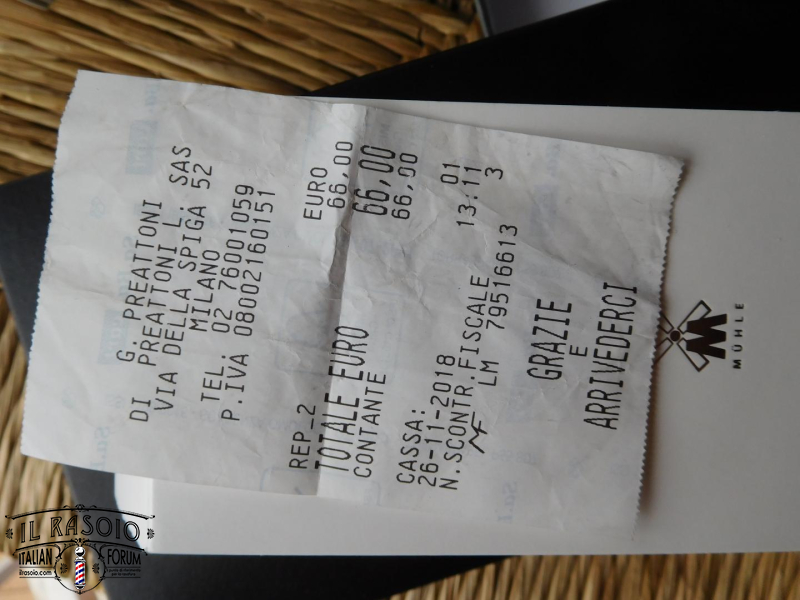 G. PREATTONI
DI PREATTONI L. SAS
VIA DELLA SPIGA 52
MILANO
TEL. 02 76001059
P.IVA 08002160151
EURO
REP_2 66,00
TOTALE EURO 66,00
CONTANTE 66,00
CASSA: 01
26-11-2018 13:11
N.SCONTR.FISCALE 3
MF LM 79516613
GRAZIE
E
ARRIVEDERCI
MÜHLE
IL RASOIO
ITALIAN FORUM
ilrasoio.com